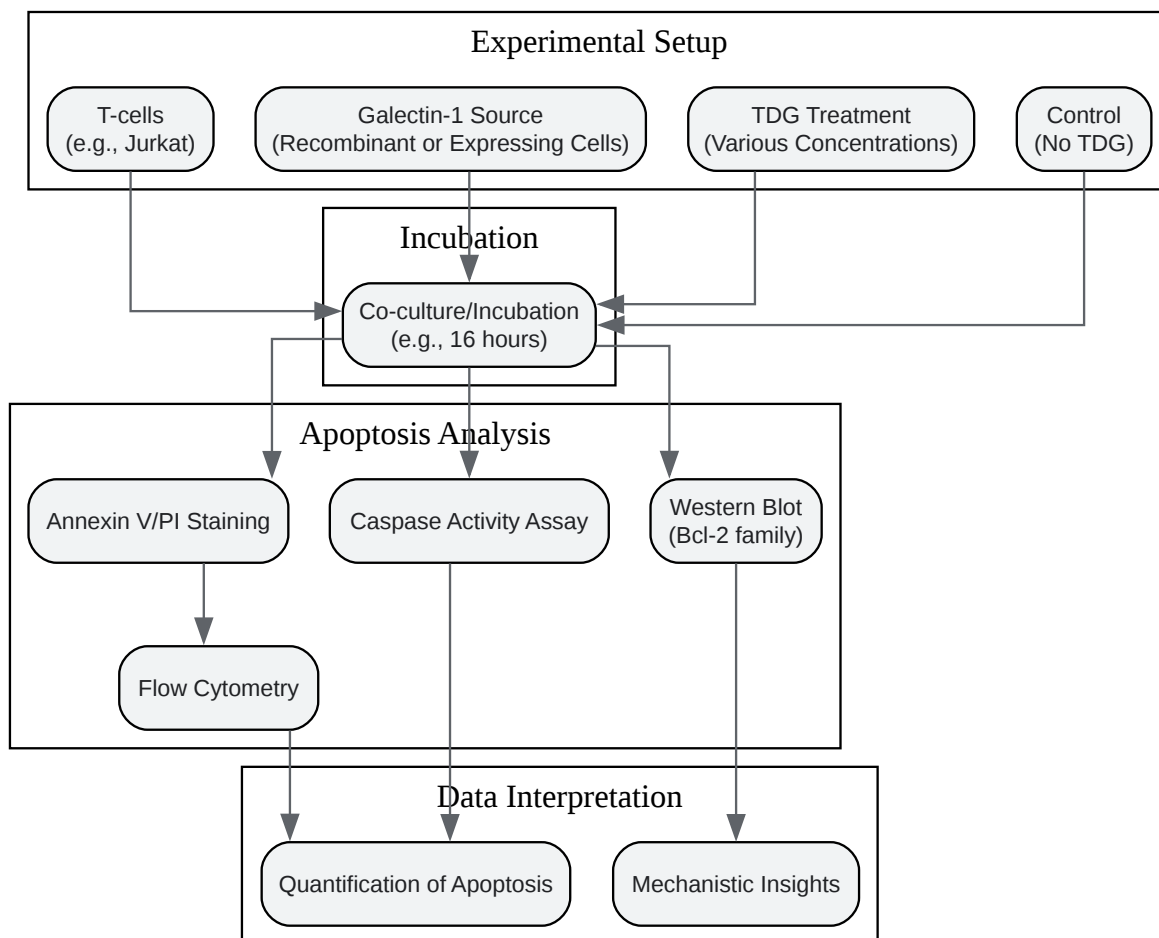 Experimental Setup
T-cells
(e.g., Jurkat)
Galectin-1 Source
(Recombinant or Expressing Cells)
TDG Treatment
(Various Concentrations)
Control
(No TDG)
Incubation
Co-culture/Incubation
(e.g., 16 hours)
Apoptosis Analysis
Annexin V/PI Staining
Caspase Activity Assay
Western Blot
(Bcl-2 family)
Flow Cytometry
Data Interpretation
Quantification of Apoptosis
Mechanistic Insights